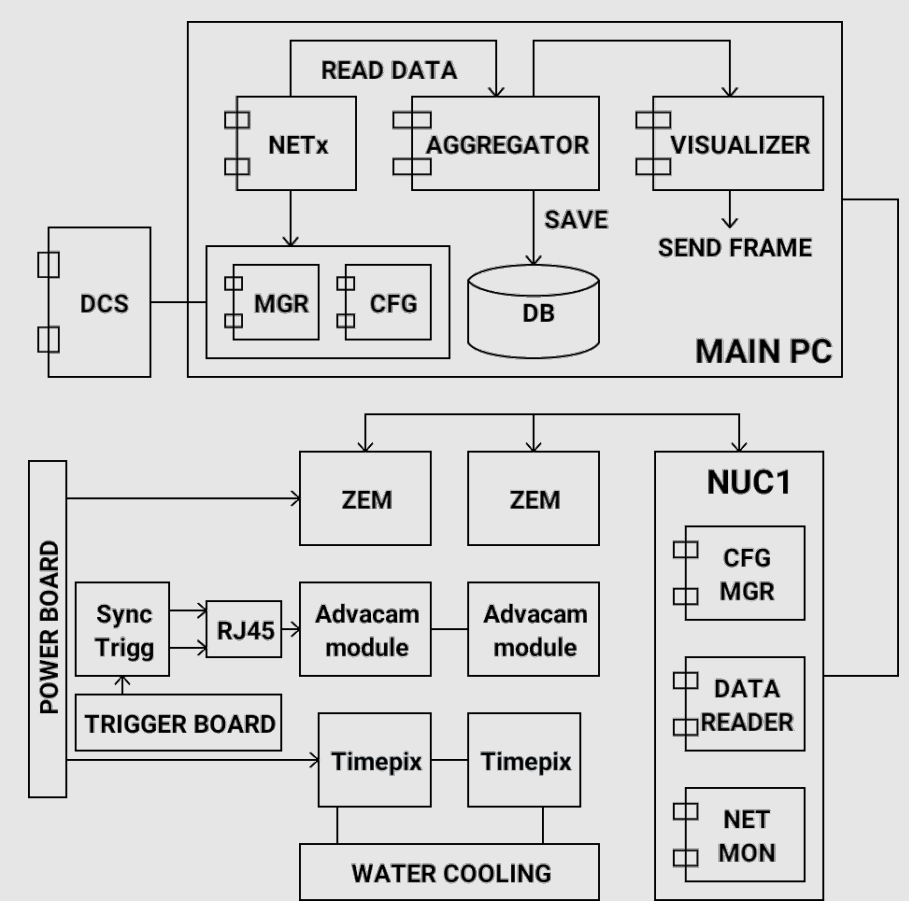 READ DATA
NETx
AGGREGATOR
VISUALIZER
SAVE
SEND FRAME
DCS
MGR
CFG
DB
MAIN PC
POWER BOARD
ZEM
ZEM
NUC1
CFG
MGR
Sync
Trigg
RJ45
Advacam
module
Advacam
module
DATA
READER
TRIGGER BOARD
Timepix
Timepix
NET
MON
WATER COOLING